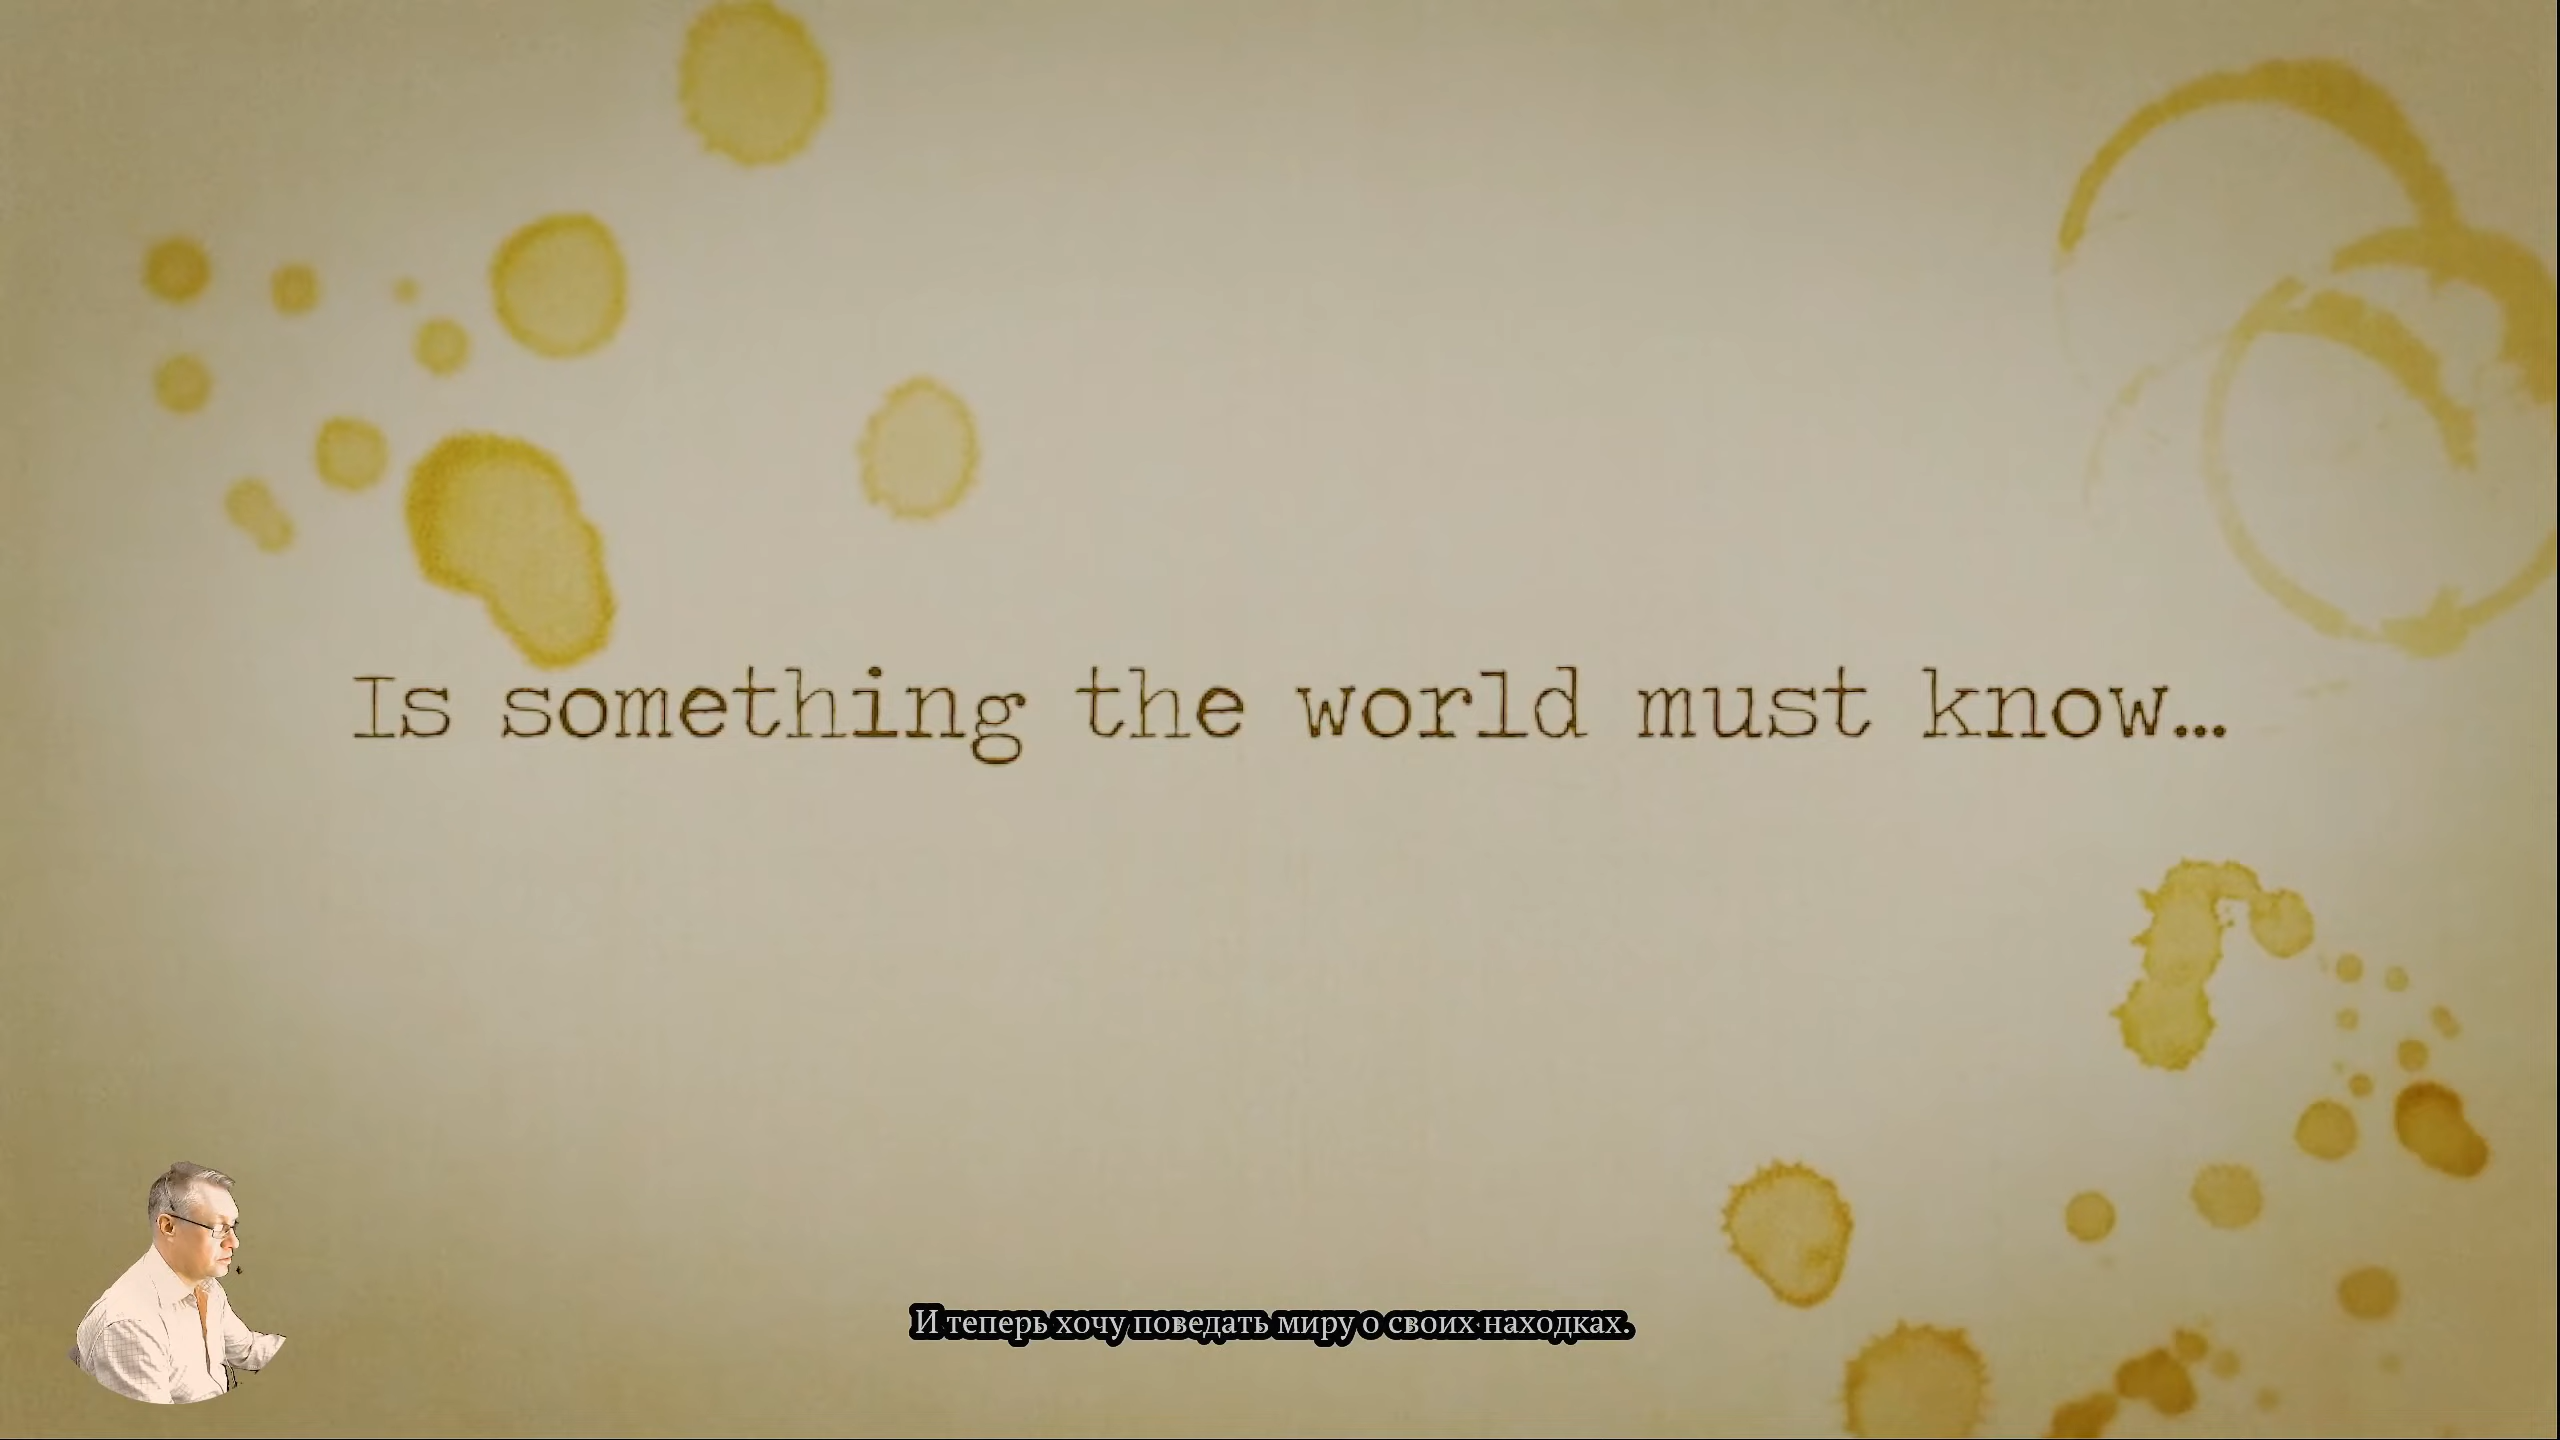 Is something the world must know…
И теперь хочу поведать миру о своих находках.